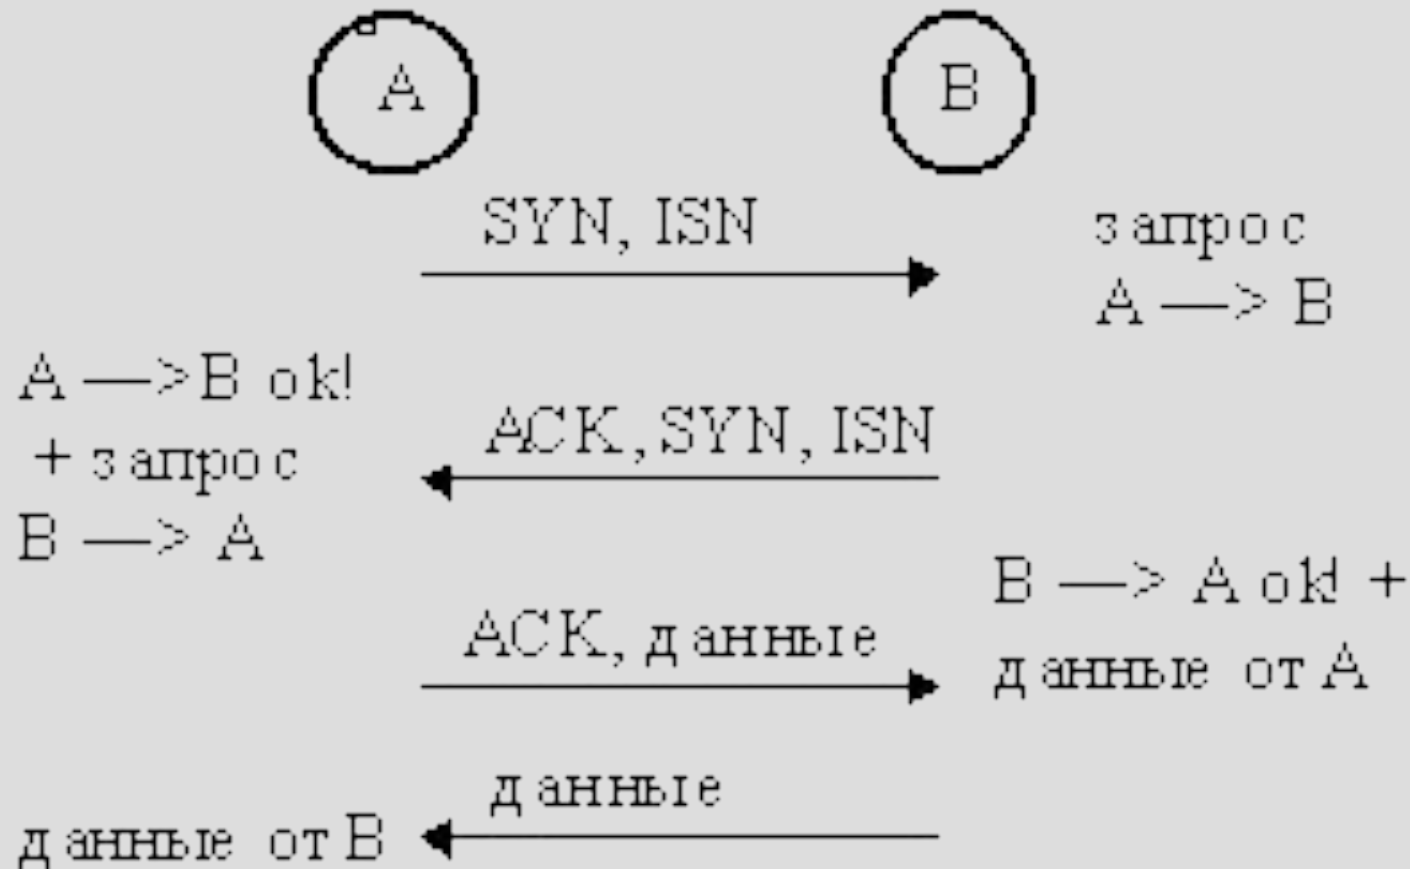 A
B
SYN, ISN
запрос
A —> B
A —>B ok!
+ запрос
B —> A
ACK, SYN, ISN
B —> A ok! +
данные от A
ACK, данные
данные
данные от B